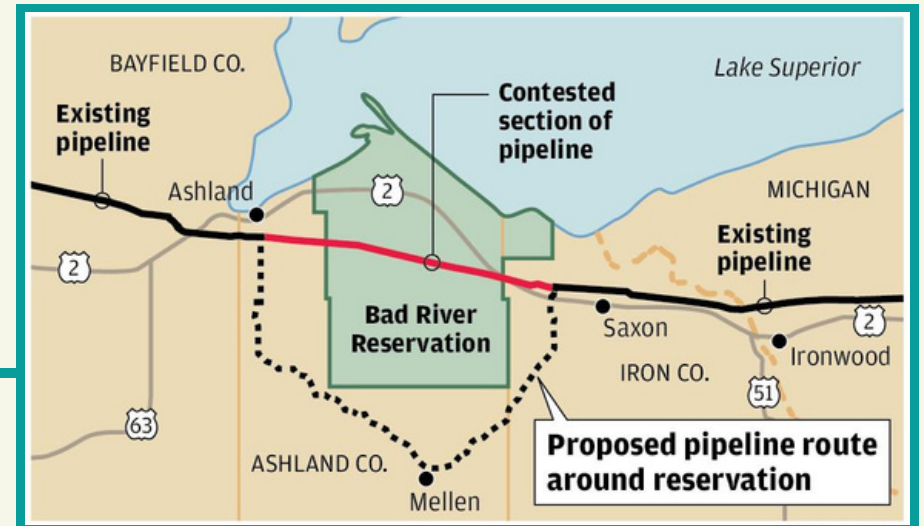 BAYFIELD CO.
Lake Superior
Existing
pipeline
Contested
section of
pipeline
Ashland
2
MICHIGAN
2
Existing
pipeline
Bad River
Reservation
Saxon
2
Ironwood
IRON CO.
51
63
Proposed pipeline route
around reservation
ASHLAND CO.
Mellen